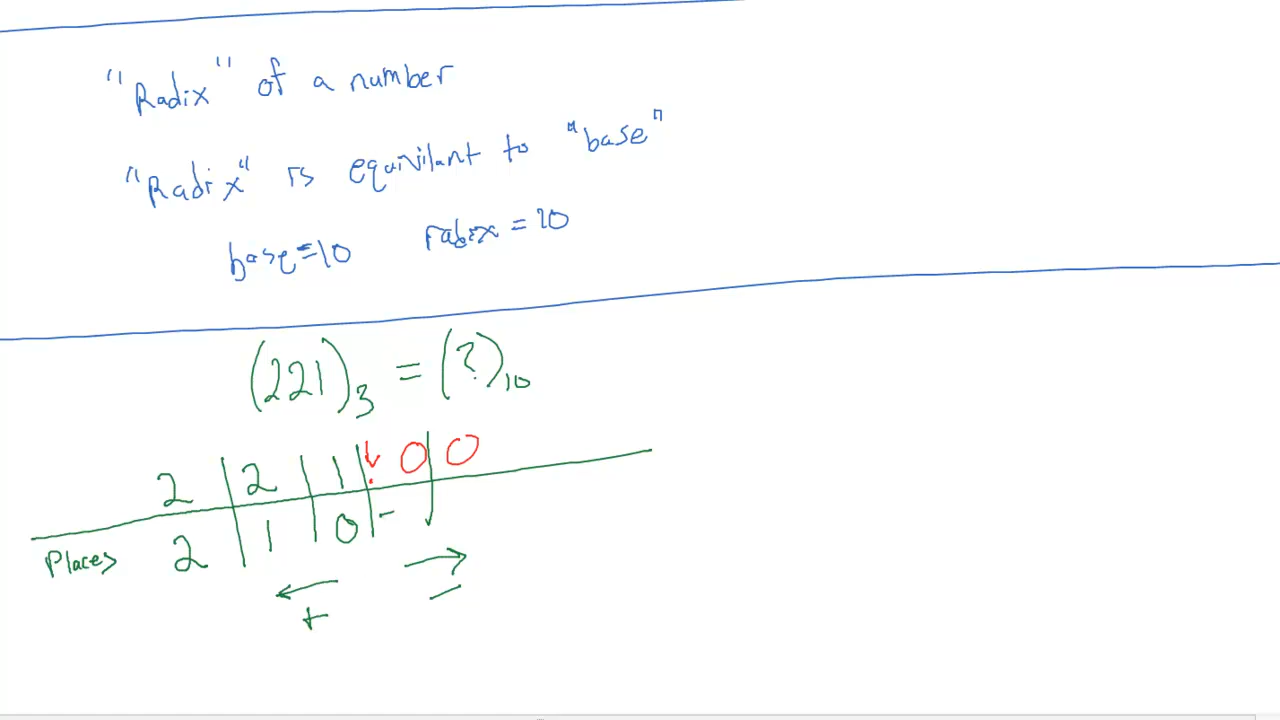 "Radix" of a number
"Radix" is equivilant to "base"
base=10 radix = 10
(221)₃ = (?)₁₀
2 | 2 | 1 . 0 | 0
Places 2 | 1 | 0 | -
← →
+ -